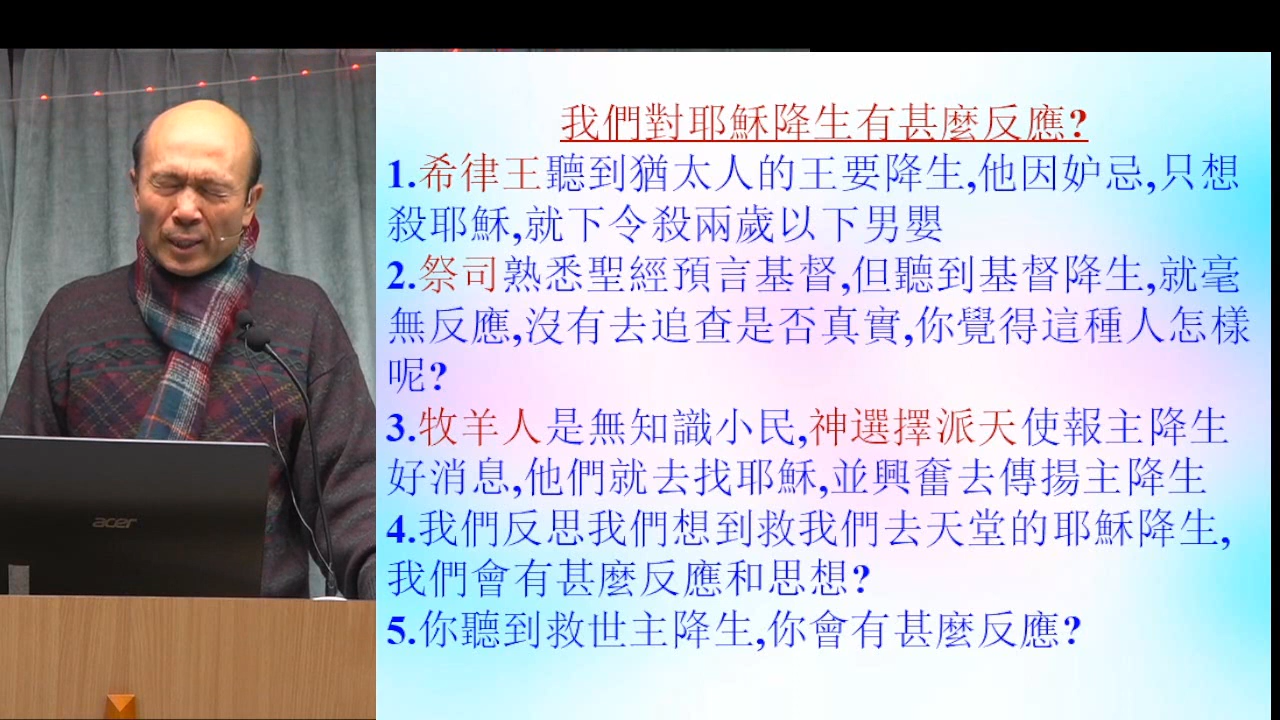 我們對耶穌降生有甚麼反應?
1.希律王聽到猶太人的王要降生,他因妒忌,只想
殺耶穌,就下令殺兩歲以下男嬰
2.祭司熟悉聖經預言基督,但聽到基督降生,就毫
無反應,沒有去追查是否真實,你覺得這種人怎樣
呢?
3.牧羊人是無知識小民,神選擇派天使報主降生
好消息,他們就去找耶穌,並興奮去傳揚主降生
4.我們反思我們想到救我們去天堂的耶穌降生,
我們會有甚麼反應和思想?
5.你聽到救世主降生,你會有甚麼反應?
acer